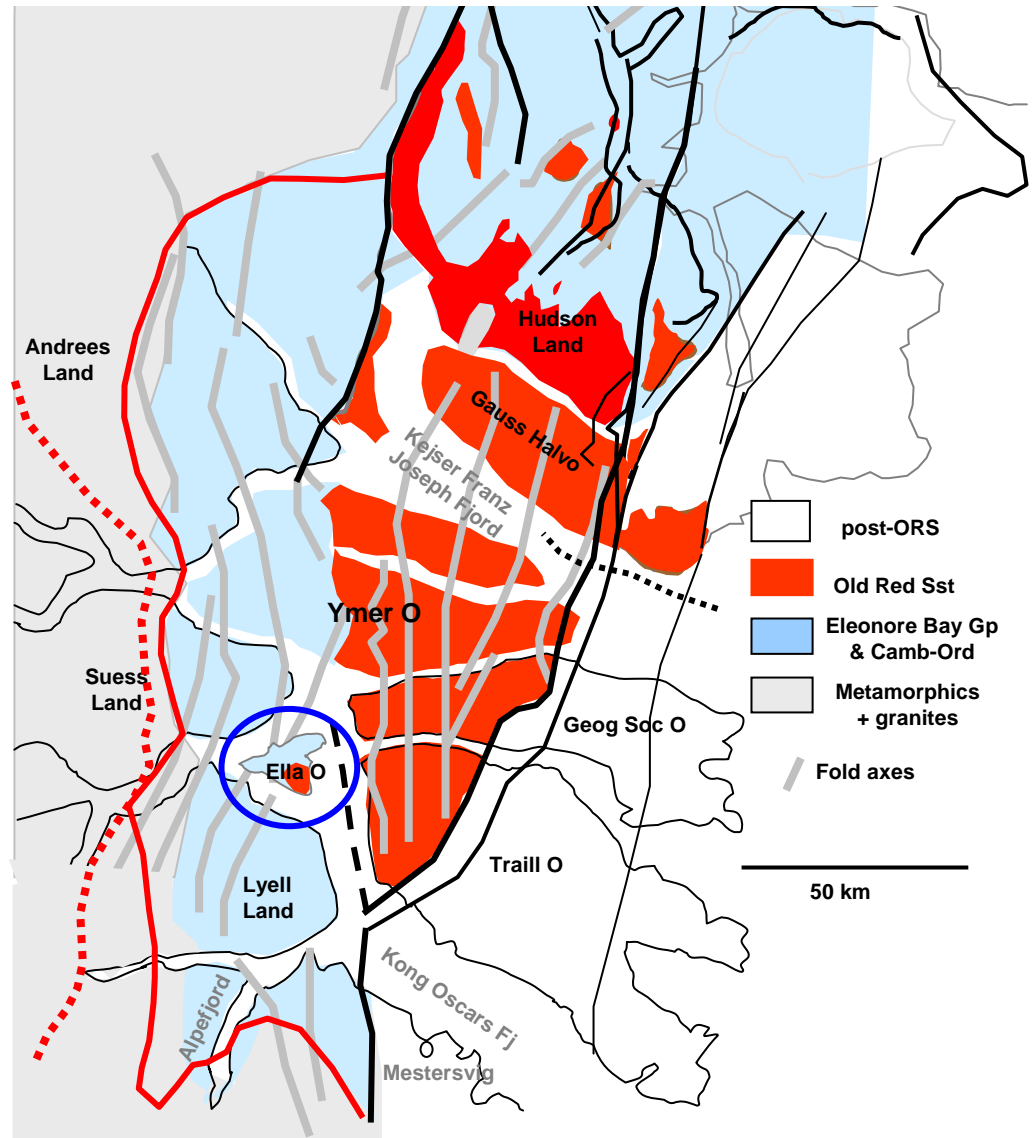 Hudson
Land
Andrees
Land
Gauss Halvo
Kejser Franz
Joseph Fjord
post-ORS
Old Red Sst
Ymer O
Eleonore Bay Gp
& Camb-Ord
Suess
Land
Metamorphics
+ granites
Geog Soc O
Ella O
Fold axes
Traill O
50 km
Lyell
Land
Kong Oscars Fj
Alpefjord
Mestersvig